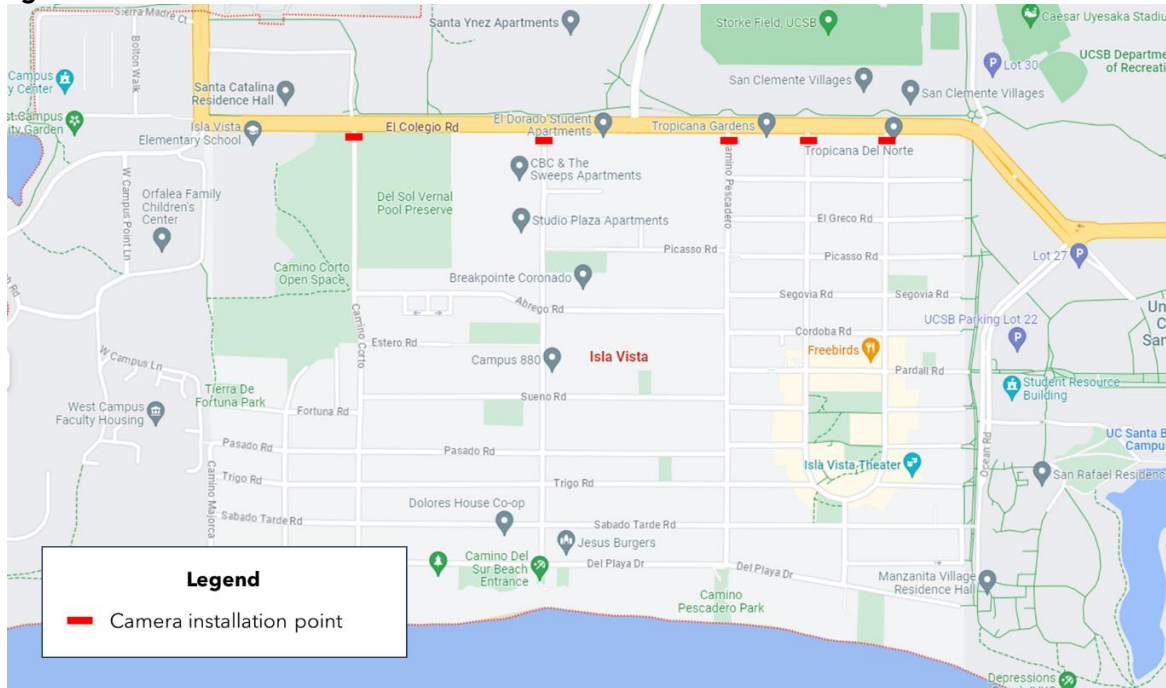 Sierra Madre Ct
Santa Ynez Apartments
Storke Field, UCSB
Caesar Uyesaka Stadiu
Bolton Walk
Lot 30
UCSB Departme
of Recreati
Campus
y Center
Santa Catalina
Residence Hall
San Clemente Villages
San Clemente Villages
st Campus
ity Garden
Isla Vista
Elementary School
El Colegio Rd
El Dorado Student
Apartments
Tropicana Gardens
Tropicana Del Norte
CBC & The
Sweeps Apartments
W Campus Point Ln
Orfalea Family
Children's
Center
Del Sol Vernal
Pool Preserve
Camino Pescadero
Studio Plaza Apartments
El Greco Rd
Picasso Rd
Picasso Rd
Lot 27
Camino Corto
Open Space
Breakpointe Coronado
Abrego Rd
Segovia Rd
Segovia Rd
UCSB Parking Lot 22
Un
C
San
Camino Corto
Estero Rd
Cordoba Rd
Isla Vista
Freebirds
W Campus Ln
Campus 880
Pardall Rd
Student Resource
Building
Tierra De
Fortuna Park
Sueno Rd
West Campus
Faculty Housing
Fortuna Rd
Pasado Rd
Pasado Rd
UC Santa B
Campus
Ocean Rd
Isla Vista Theater
San Rafael Residence
Camino Majorca
Trigo Rd
Trigo Rd
Dolores House Co-op
Sabado Tarde Rd
Sabado Tarde Rd
Jesus Burgers
Camino Del
Sur Beach
Entrance
Del Playa Dr
Del Playa Dr
Manzanita Village
Residence Hall
Camino
Pescadero Park
Legend
Camera installation point
Depressions